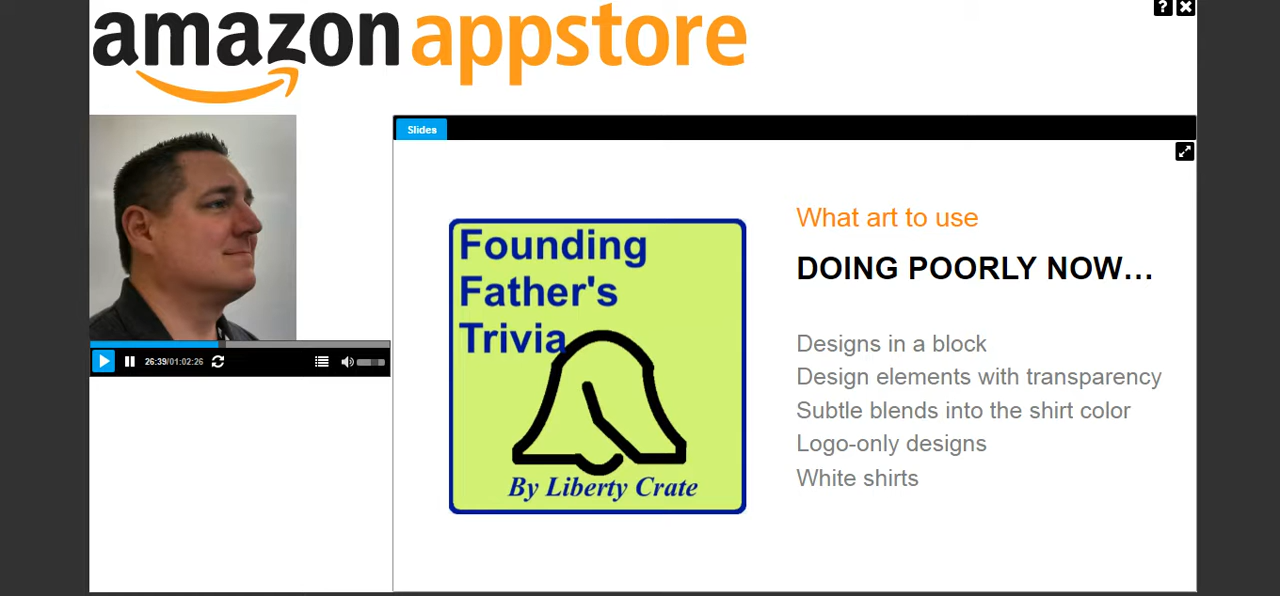 amazon appstore
? ×
Slides
26:39/01:02:26
Founding
Father's
Trivia
By Liberty Crate
What art to use
DOING POORLY NOW...
Designs in a block
Design elements with transparency
Subtle blends into the shirt color
Logo-only designs
White shirts